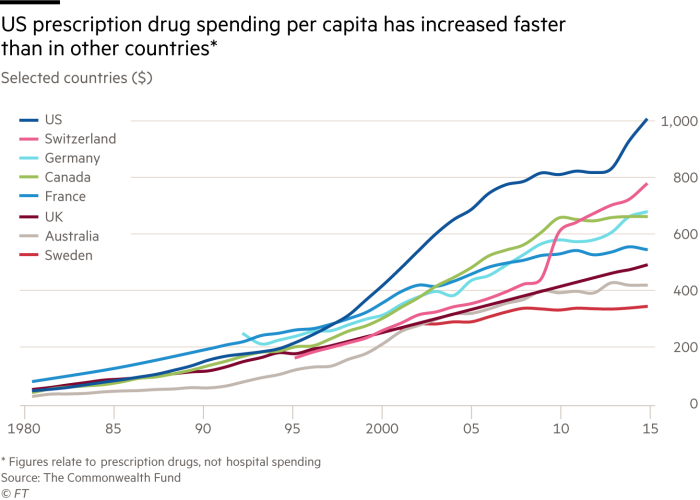 US prescription drug spending per capita has increased faster
than in other countries*
Selected countries ($)
US
Switzerland
Germany
Canada
France
UK
Australia
Sweden
1,000
800
600
400
200
0
1980 85 90 95 2000 05 10 15
* Figures relate to prescription drugs, not hospital spending
Source: The Commonwealth Fund
© FT